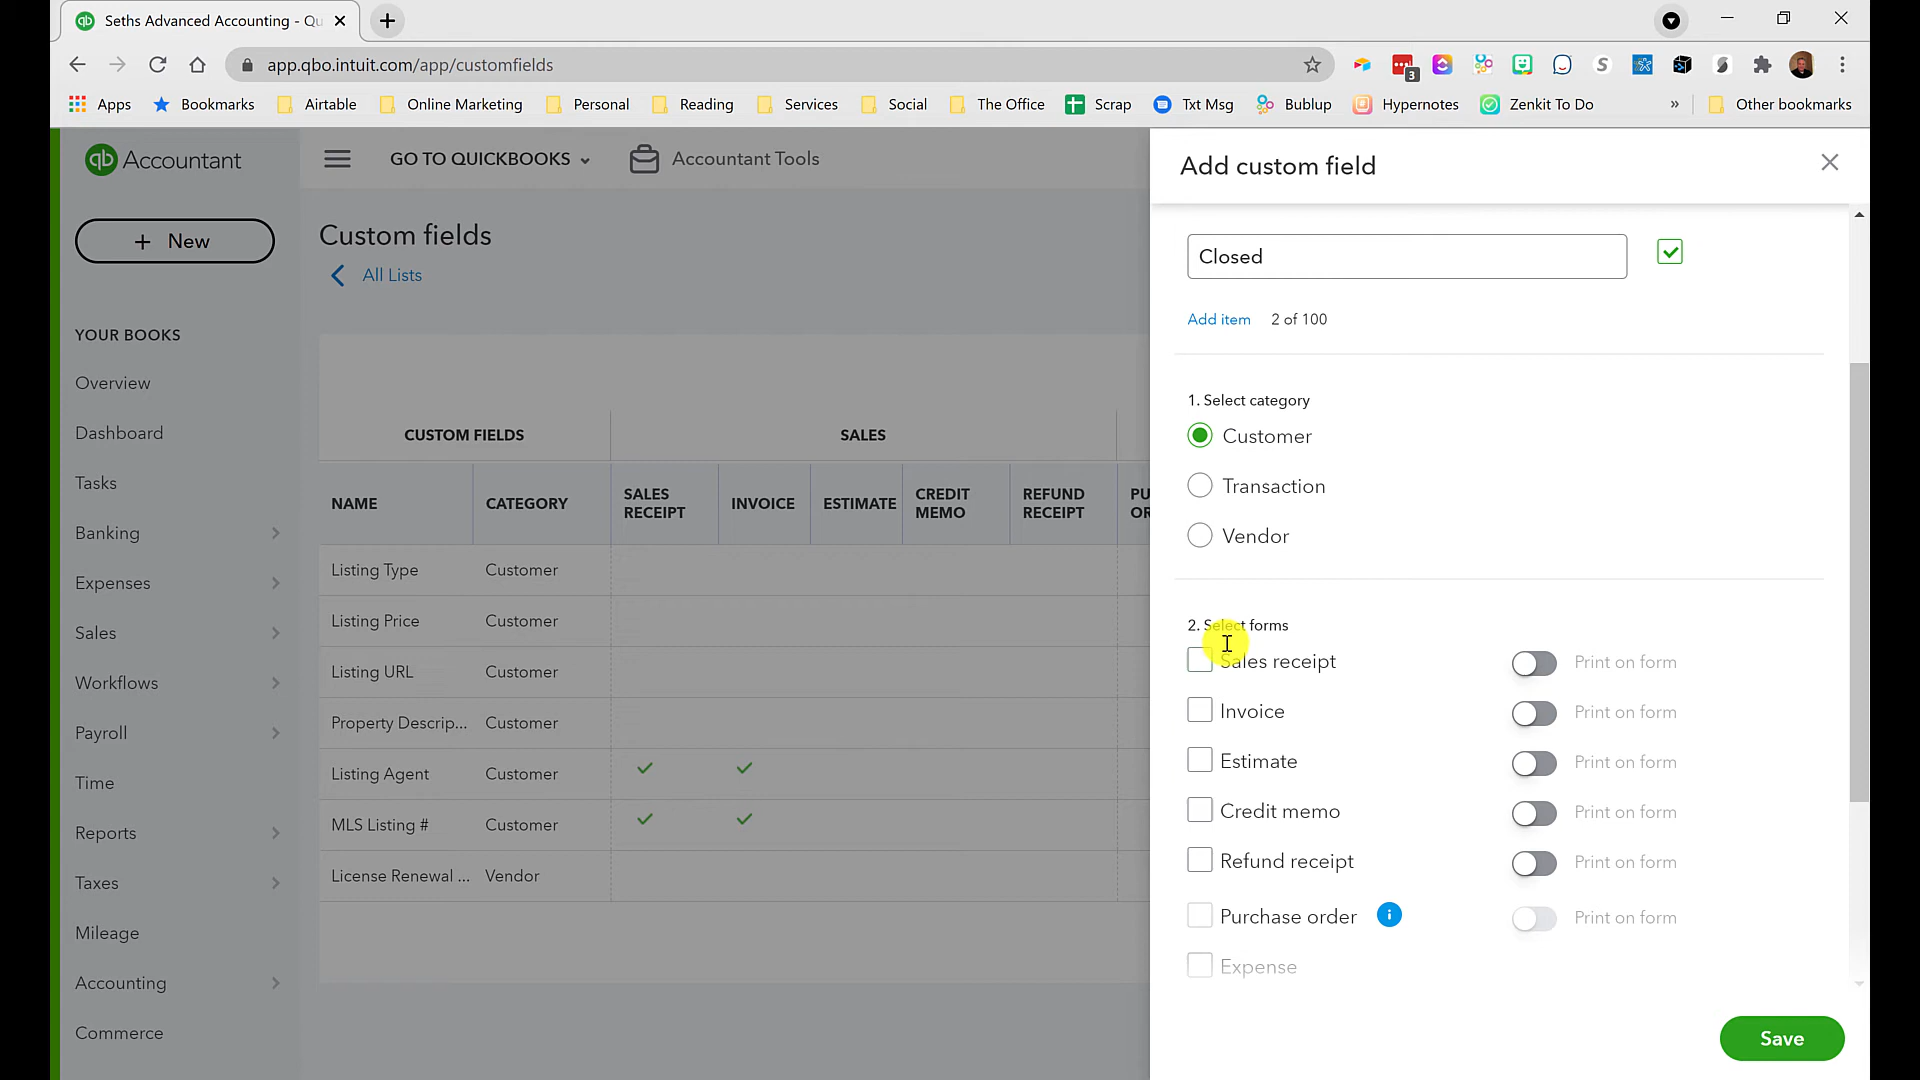 Seths Advanced Accounting - Qu
app.qbo.intuit.com/app/customfields
3
Apps Bookmarks Airtable Online Marketing Personal Reading Services Social The Office Scrap Txt Msg Bublup Hypernotes Zenkit To Do » Other bookmarks
qb Accountant
GO TO QUICKBOOKS
Accountant Tools
+ New
YOUR BOOKS
Overview
Dashboard
Tasks
Banking
Expenses
Sales
Workflows
Payroll
Time
Reports
Taxes
Mileage
Accounting
Commerce
Custom fields
All Lists
CUSTOM FIELDS SALES
NAME CATEGORY SALES RECEIPT INVOICE ESTIMATE CREDIT MEMO REFUND RECEIPT PU OR
Listing Type Customer
Listing Price Customer
Listing URL Customer
Property Descrip... Customer
Listing Agent Customer
MLS Listing # Customer
License Renewal ... Vendor
Add custom field
Closed
Add item 2 of 100
1. Select category
Customer
Transaction
Vendor
2. Select forms
Sales receipt Print on form
Invoice Print on form
Estimate Print on form
Credit memo Print on form
Refund receipt Print on form
Purchase order i Print on form
Expense
Save